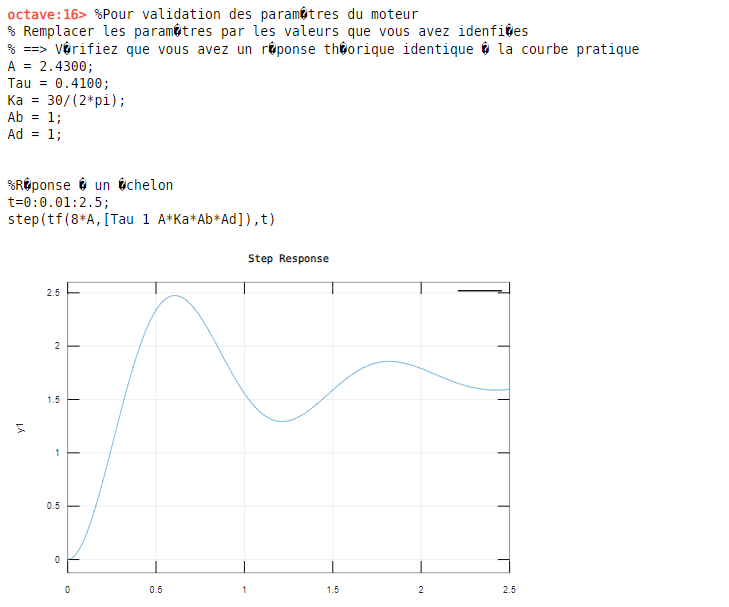 octave:16> %Pour validation des param�tres du moteur
% Remplacer les param�tres par les valeurs que vous avez idenfi�es
% ==> V�rifiez que vous avez un r�ponse th�orique identique � la courbe pratique
A = 2.4300;
Tau = 0.4100;
Ka = 30/(2*pi);
Ab = 1;
Ad = 1;
%R�ponse � un �chelon
t=0:0.01:2.5;
step(tf(8*A,[Tau 1 A*Ka*Ab*Ad]),t)
Step Response
2.5
2
1.5
1
0.5
0
y1
0 0.5 1 1.5 2 2.5